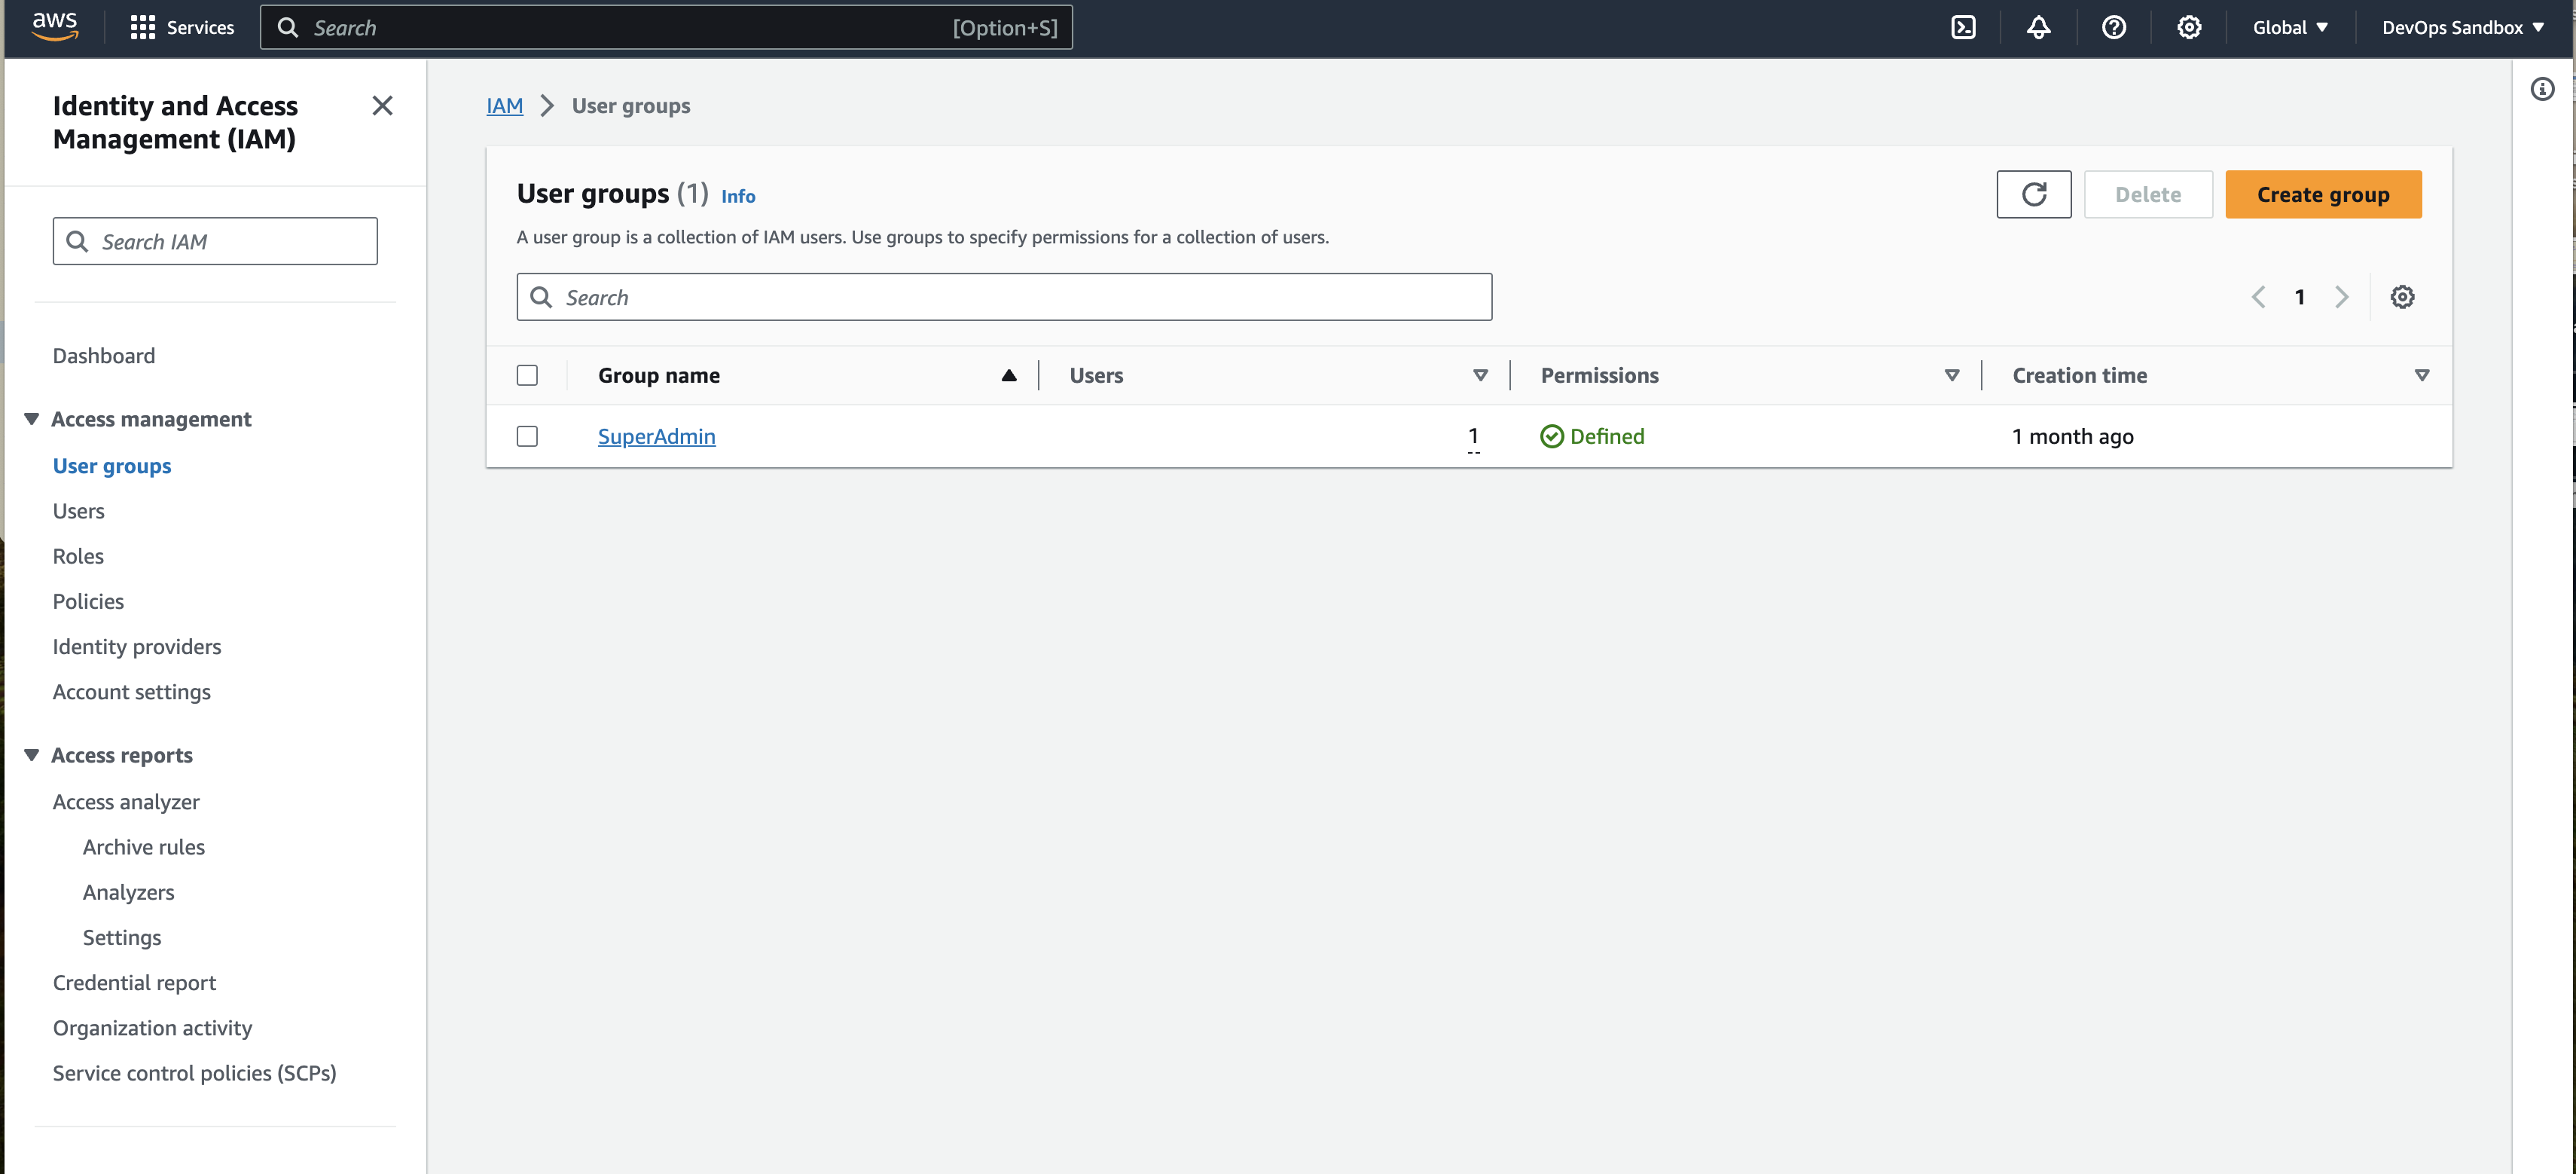 aws
Services
Search
[Option+S]
Global
DevOps Sandbox
Identity and Access
Management (IAM)
Search IAM
Dashboard
Access management
User groups
Users
Roles
Policies
Identity providers
Account settings
Access reports
Access analyzer
Archive rules
Analyzers
Settings
Credential report
Organization activity
Service control policies (SCPs)
IAM
User groups
User groups (1) Info
Delete
Create group
A user group is a collection of IAM users. Use groups to specify permissions for a collection of users.
Search
1
Group name
Users
Permissions
Creation time
SuperAdmin
1
Defined
1 month ago